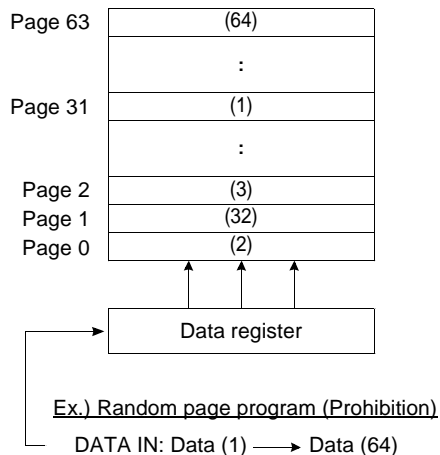 Page 63 (64)
:
Page 31 (1)
:
Page 2 (3)
Page 1 (32)
Page 0 (2)
Data register
Ex.) Random page program (Prohibition)
DATA IN: Data (1) → Data (64)